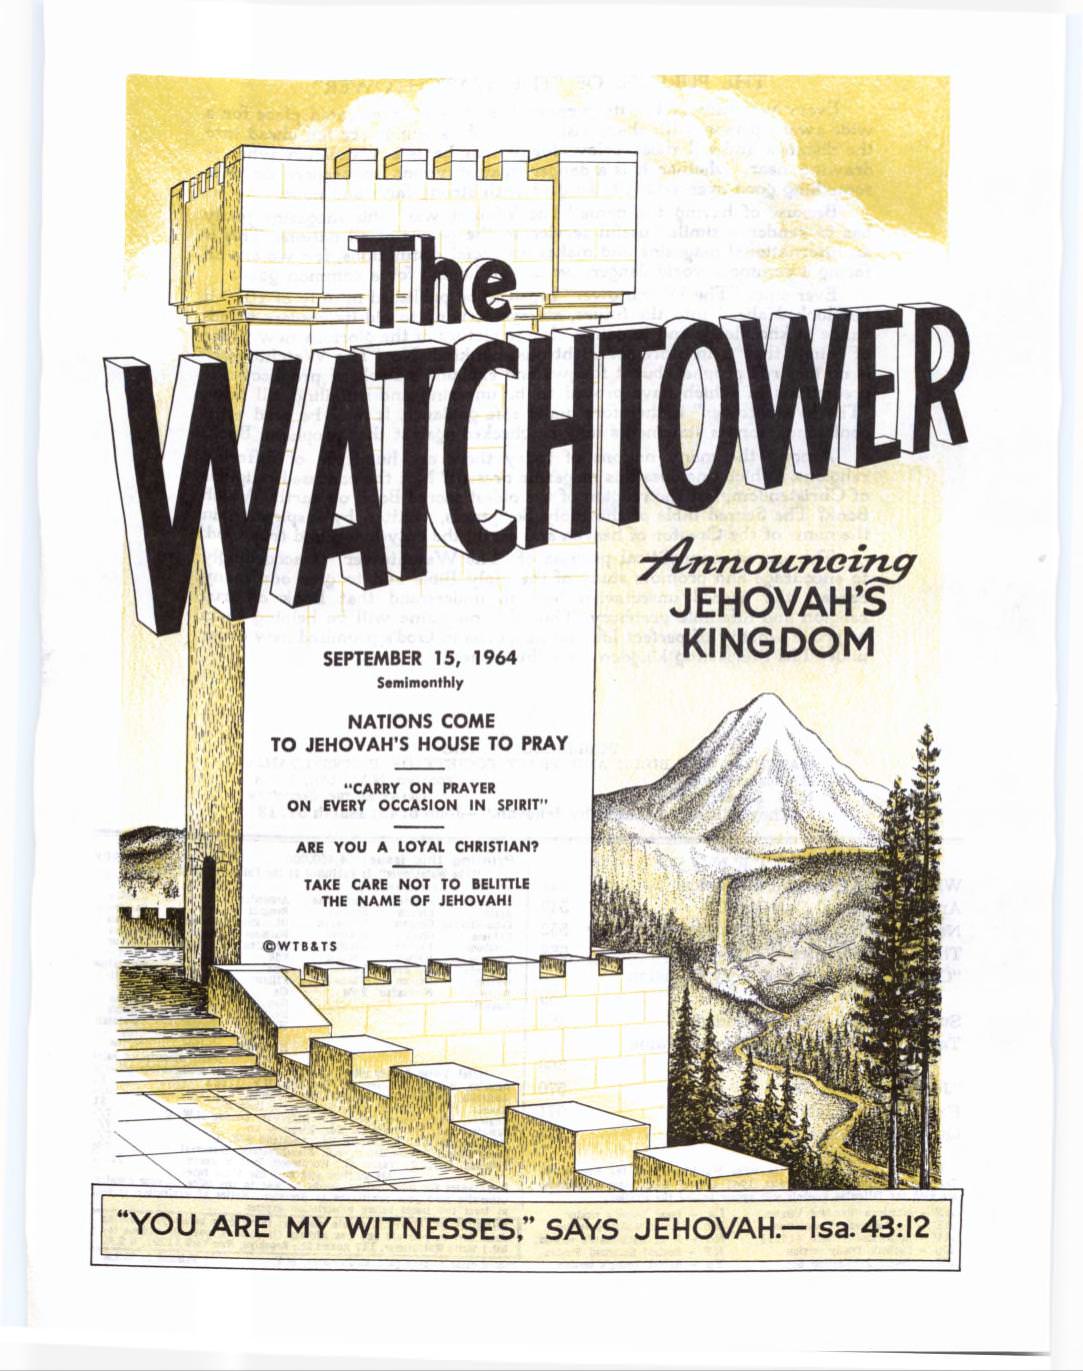 The
WATCHTOWER
Announcing
JEHOVAH'S
KINGDOM
SEPTEMBER 15, 1964
Semimonthly
NATIONS COME
TO JEHOVAH'S HOUSE TO PRAY
"CARRY ON PRAYER
ON EVERY OCCASION IN SPIRIT"
ARE YOU A LOYAL CHRISTIAN?
TAKE CARE NOT TO BELITTLE
THE NAME OF JEHOVAH!
©WTB&TS
"YOU ARE MY WITNESSES," SAYS JEHOVAH.—Isa. 43:12